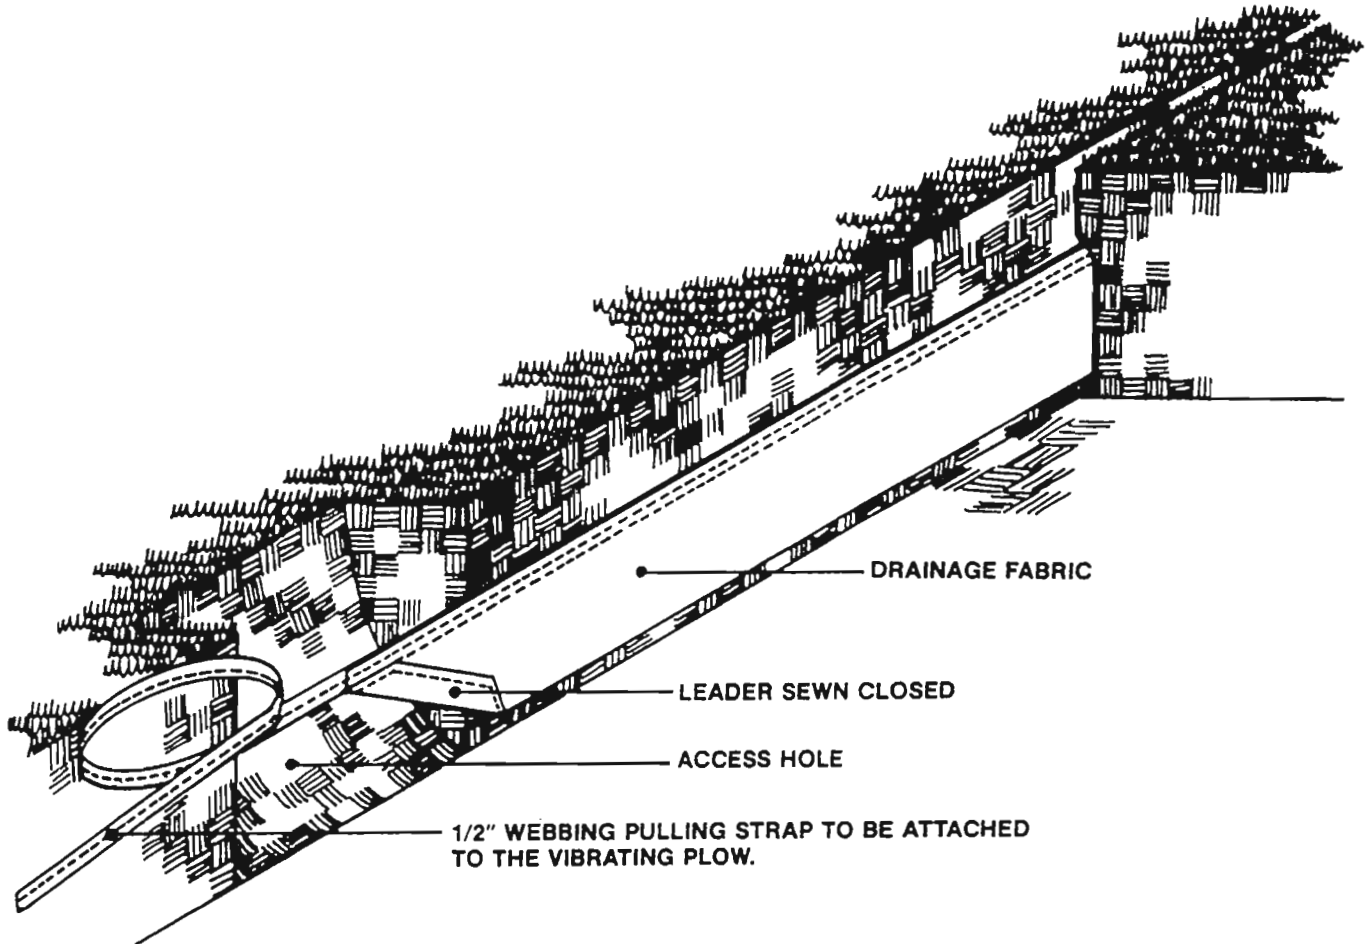 DRAINAGE FABRIC
LEADER SEWN CLOSED
ACCESS HOLE
1/2" WEBBING PULLING STRAP TO BE ATTACHED
TO THE VIBRATING PLOW.